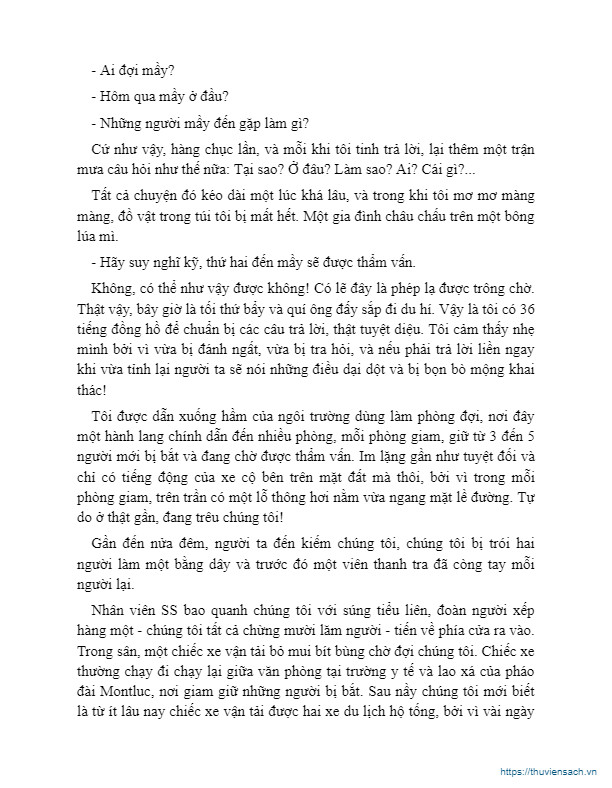 - Ai đợi mầy?
- Hôm qua mầy ở đâu?
- Những người mầy đến gặp làm gì?
Cứ như vậy, hàng chục lần, và mỗi khi tôi tinh trả lời, lại thêm một trận
mưa câu hỏi như thế nữa: Tại sao? Ở đâu? Làm sao? Ai? Cái gì?...
Tất cả chuyện đó kéo dài một lúc khá lâu, và trong khi tôi mơ mơ màng
màng, đồ vật trong túi tôi bị mất hết. Một gia đình châu chấu trên một bông
lúa mì.
- Hãy suy nghĩ kỹ, thứ hai đến mầy sẽ được thẩm vấn.
Không, có thể như vậy được không! Có lẽ đây là phép lạ được trông chờ.
Thật vậy, bây giờ là tối thứ bẩy và quí ông đấy sắp đi du hí. Vậy là tôi có 36
tiếng đồng hồ để chuẩn bị các câu trả lời, thật tuyệt diệu. Tôi cảm thấy nhẹ
mình bởi vì vừa bị đánh ngất, vừa bị tra hỏi, và nếu phải trả lời liền ngay
khi vừa tỉnh lại người ta sẽ nói những điều dại dột và bị bọn bò mộng khai
thác!
Tôi được dẫn xuống hầm của ngôi trường dùng làm phòng đợi, nơi đây
một hành lang chính dẫn đến nhiều phòng, mỗi phòng giam, giữ từ 3 đến 5
người mới bị bắt và đang chờ được thẩm vấn. Im lặng gần như tuyệt đối và
chỉ có tiếng động của xe cộ bên trên mặt đất mà thôi, bởi vì trong mỗi
phòng giam, trên trần có một lỗ thông hơi nằm vừa ngang mặt lề đường. Tự
do ở thật gần, đang trêu chúng tôi!
Gần đến nửa đêm, người ta đến kiếm chúng tôi, chúng tôi bị trói hai
người làm một bằng dây và trước đó một viên thanh tra đã còng tay mỗi
người lại.
Nhân viên SS bao quanh chúng tôi với súng tiểu liên, đoàn người xếp
hàng một - chúng tôi tất cả chừng mười lăm người - tiến về phía cửa ra vào.
Trong sân, một chiếc xe vận tải bỏ mui bít bùng chờ đợi chúng tôi. Chiếc xe
thường chạy đi chạy lại giữa văn phòng tại trường y tế và lao xá của pháo
đài Montluc, nơi giam giữ những người bị bắt. Sau nầy chúng tôi mới biết
là từ ít lâu nay chiếc xe vận tải được hai xe du lịch hộ tống, bởi vì vài ngày
https://thuviensach.vn